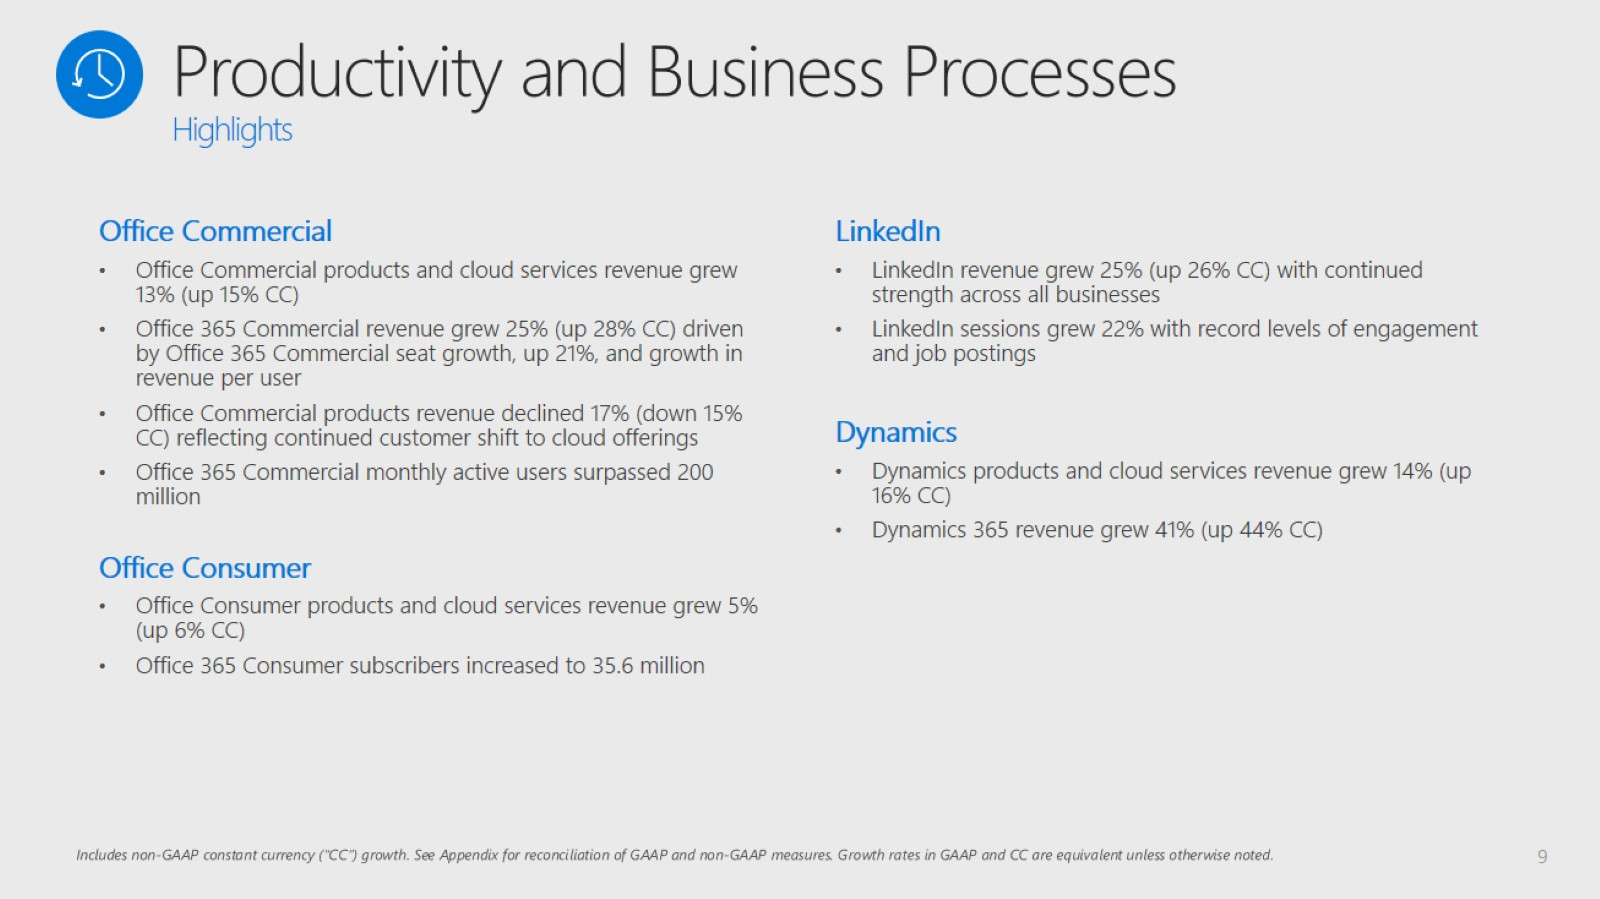 Productivity and Business Processes
Highlights
Office Commercial
• Office Commercial products and cloud services revenue grew
13% (up 15% CC)
• Office 365 Commercial revenue grew 25% (up 28% CC) driven
by Office 365 Commercial seat growth, up 21%, and growth in
revenue per user
• Office Commercial products revenue declined 17% (down 15%
CC) reflecting continued customer shift to cloud offerings
• Office 365 Commercial monthly active users surpassed 200
million
Office Consumer
• Office Consumer products and cloud services revenue grew 5%
(up 6% CC)
• Office 365 Consumer subscribers increased to 35.6 million
LinkedIn
• LinkedIn revenue grew 25% (up 26% CC) with continued
strength across all businesses
• LinkedIn sessions grew 22% with record levels of engagement
and job postings
Dynamics
• Dynamics products and cloud services revenue grew 14% (up
16% CC)
• Dynamics 365 revenue grew 41% (up 44% CC)
Includes non-GAAP constant currency ("CC") growth. See Appendix for reconciliation of GAAP and non-GAAP measures. Growth rates in GAAP and CC are equivalent unless otherwise noted.
9